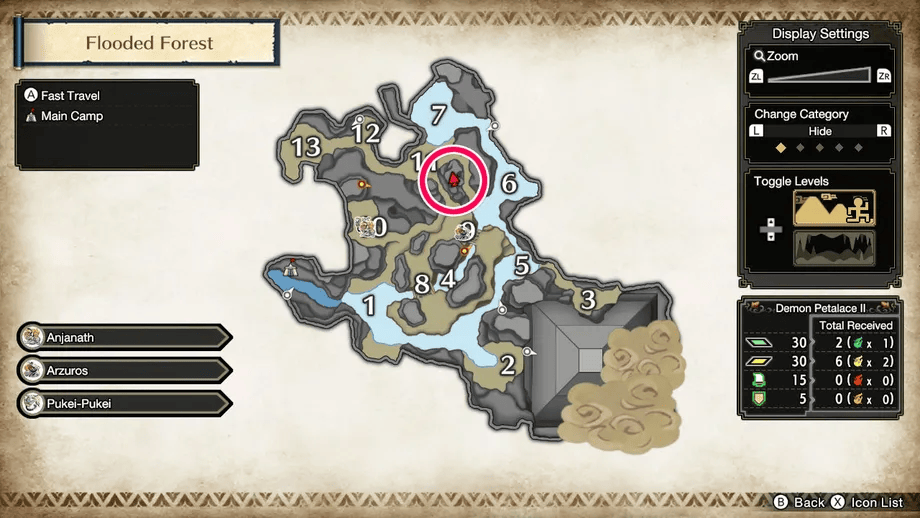 Flooded Forest
A Fast Travel
Main Camp
Display Settings
Zoom
ZL ZR
Change Category
L Hide R
Toggle Levels
7
12
13
11
6
0
9
5
8 4
3
1
2
Anjanath
Arzuros
Pukei-Pukei
Demon Petalace II
Total Received
30 2 ( x 1)
30 6 ( x 2)
15 0 ( x 0)
5 0 ( x 0)
B Back X Icon List